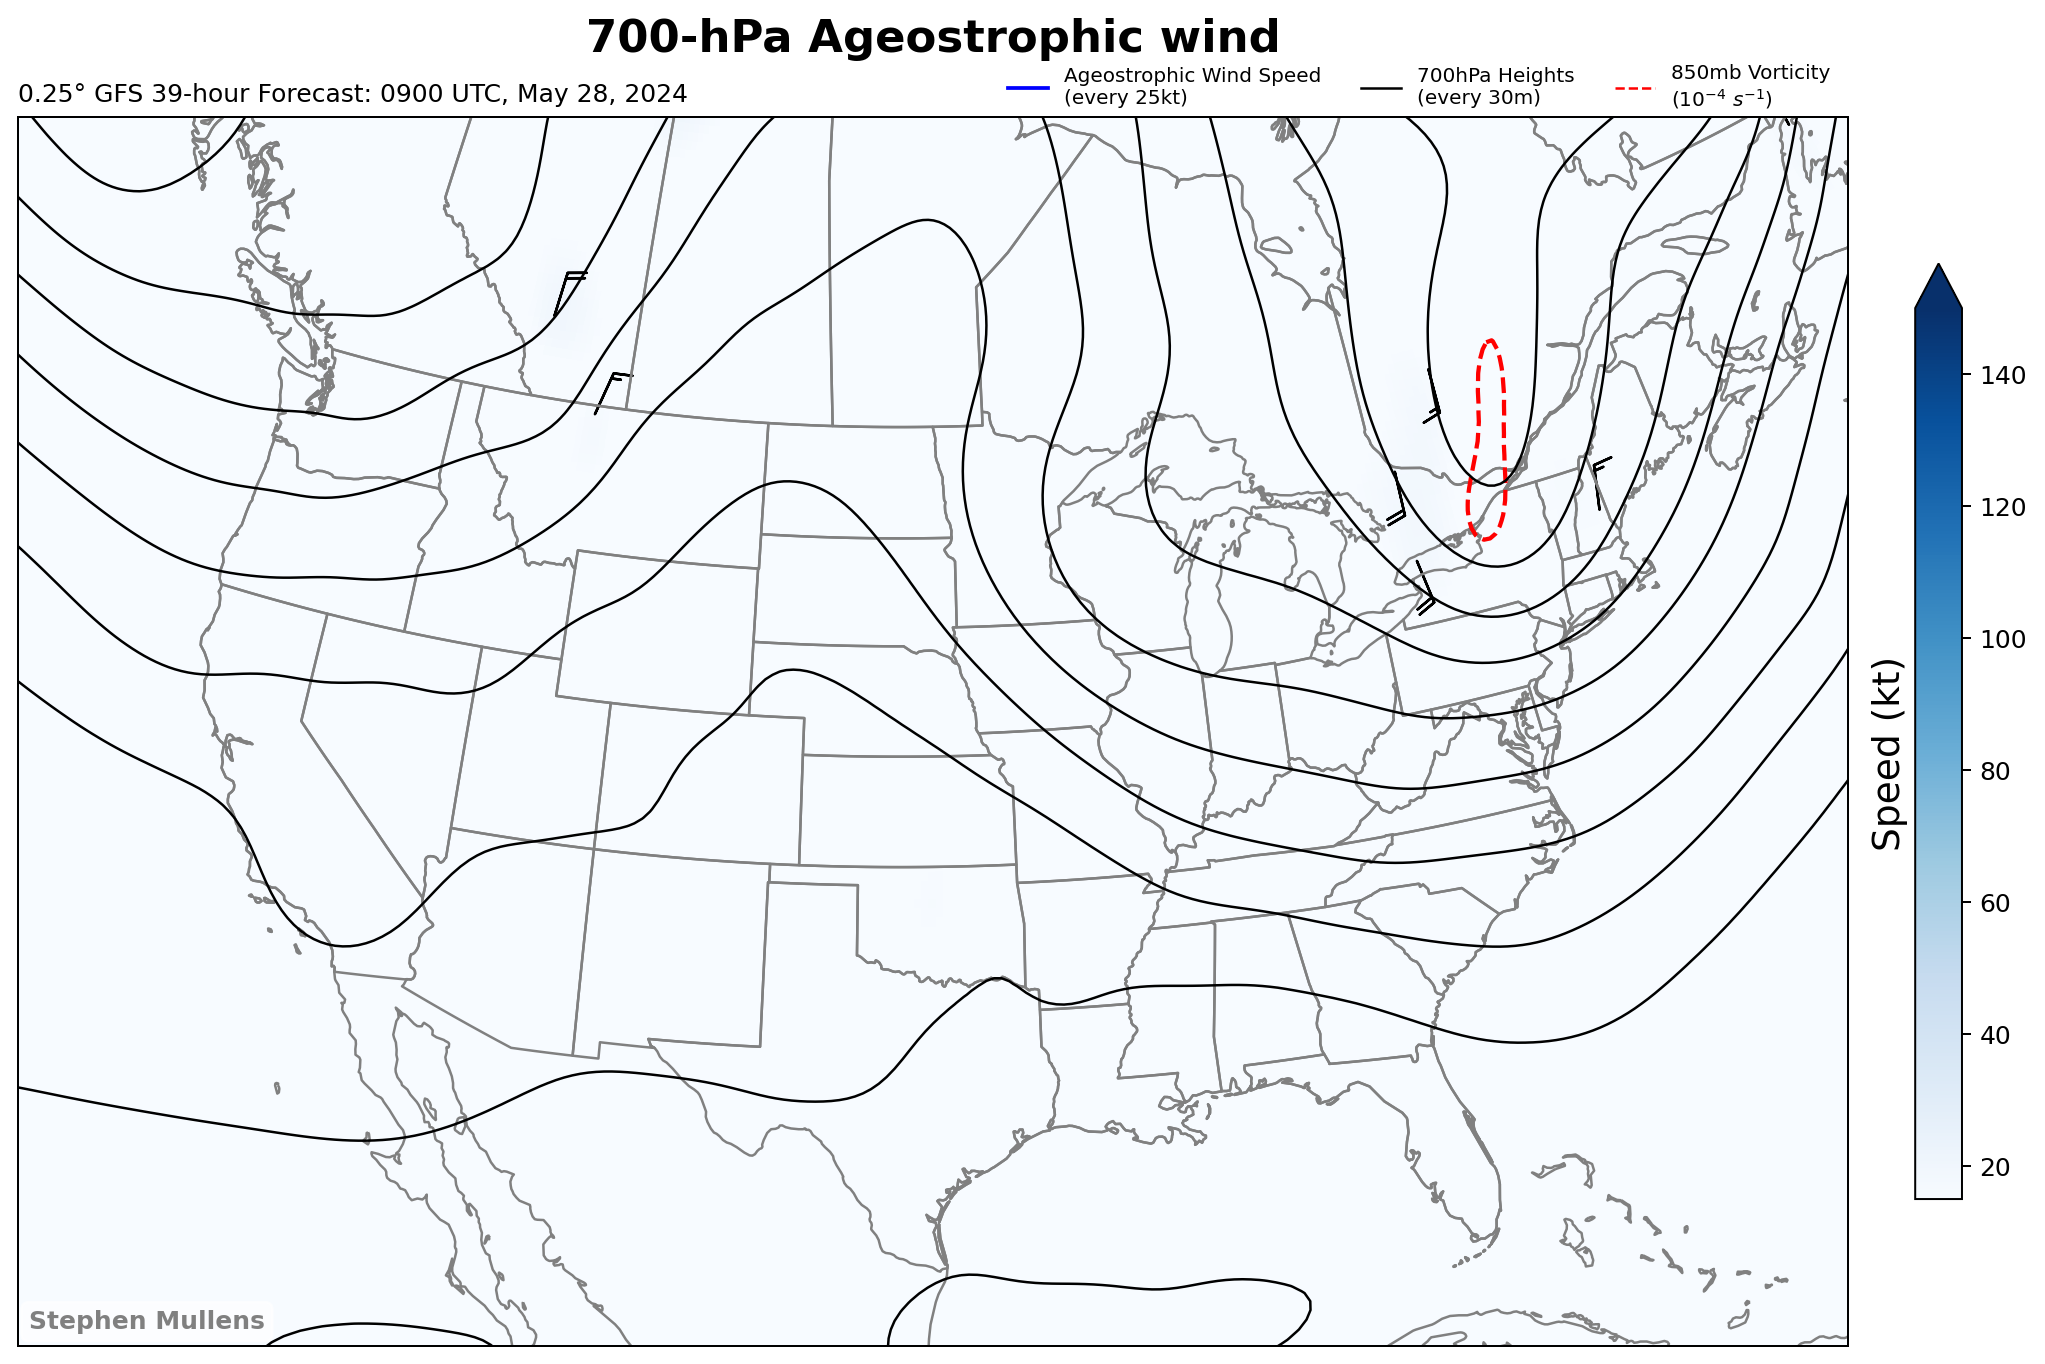 700-hPa Ageostrophic wind
0.25° GFS 39-hour Forecast: 0900 UTC, May 28, 2024
Ageostrophic Wind Speed
(every 25kt)
700hPa Heights
(every 30m)
850mb Vorticity
(10⁻⁴ s⁻¹)
140
120
100
80
60
40
20
Speed (kt)
Stephen Mullens